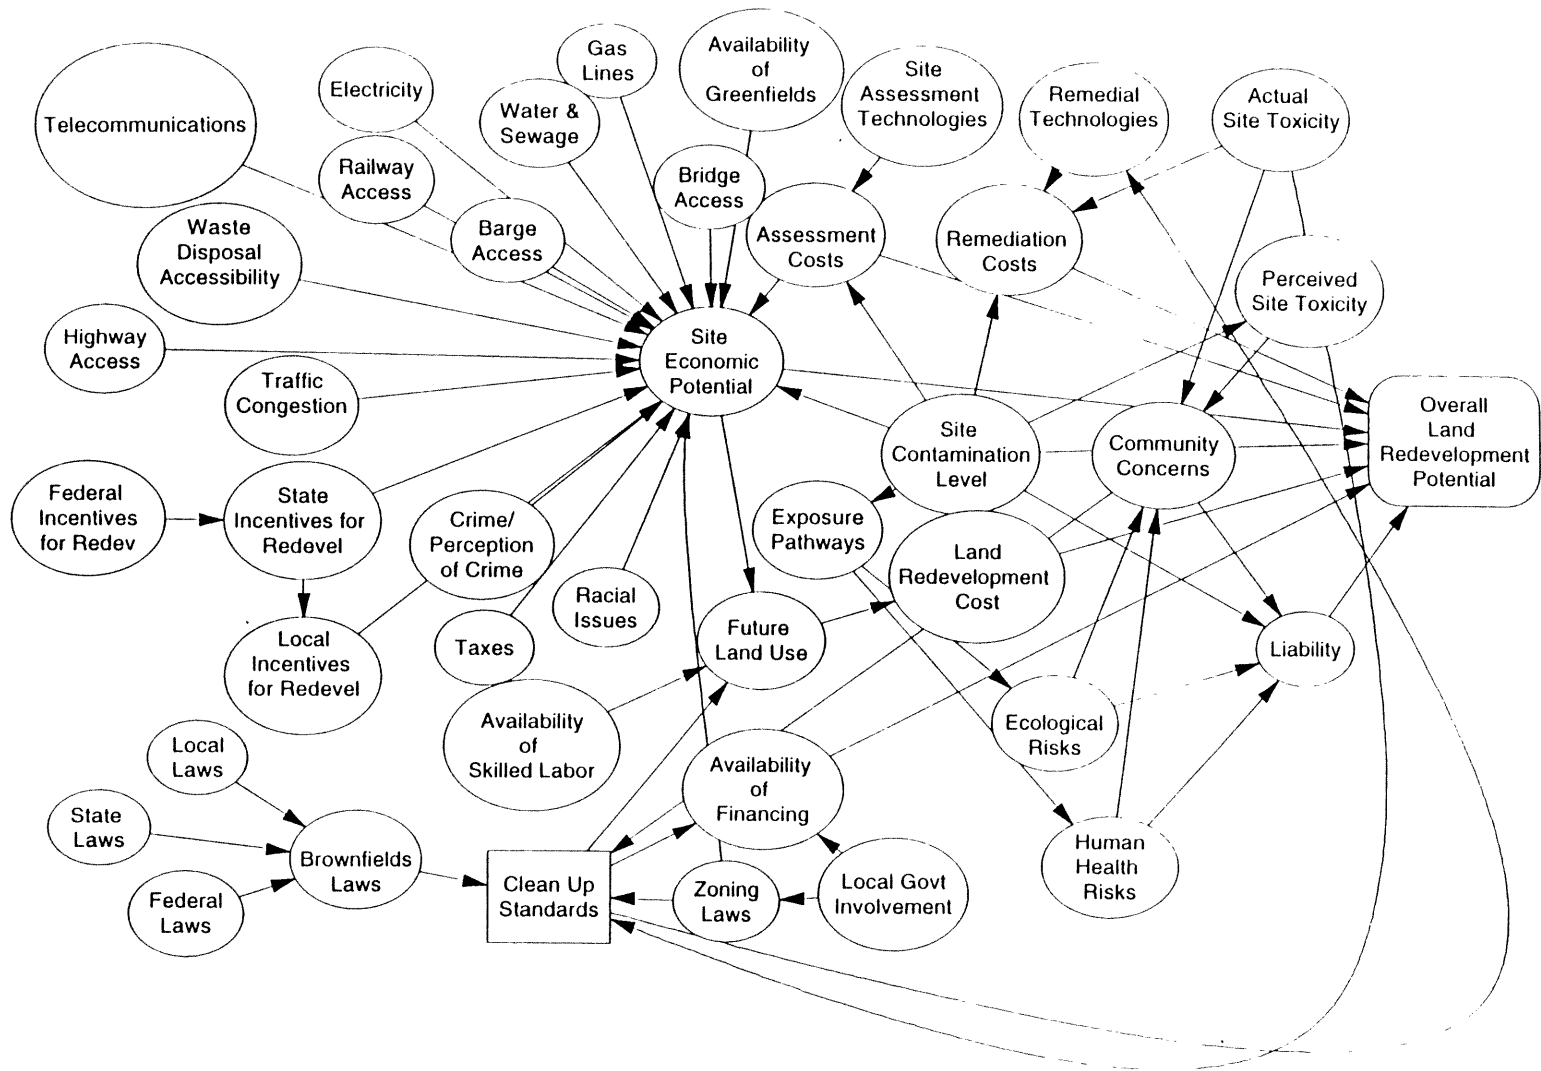 Telecommunications
Electricity
Gas
Lines
Water &
Sewage
Availability
of
Greenfields
Site
Assessment
Technologies
Remedial
Technologies
Actual
Site Toxicity
Railway
Access
Barge
Access
Bridge
Access
Waste
Disposal
Accessibility
Assessment
Costs
Remediation
Costs
Perceived
Site Toxicity
Highway
Access
Site
Economic
Potential
Traffic
Congestion
Site
Contamination
Level
Community
Concerns
Overall
Land
Redevelopment
Potential
Federal
Incentives
for Redev
State
Incentives for
Redevel
Crime/
Perception
of Crime
Exposure
Pathways
Land
Redevelopment
Cost
Racial
Issues
Taxes
Future
Land Use
Liability
Local
Incentives
for Redevel
Availability
of
Skilled Labor
Ecological
Risks
Local
Laws
Availability
of
Financing
State
Laws
Brownfields
Laws
Human
Health
Risks
Federal
Laws
Clean Up
Standards
Zoning
Laws
Local Govt
Involvement